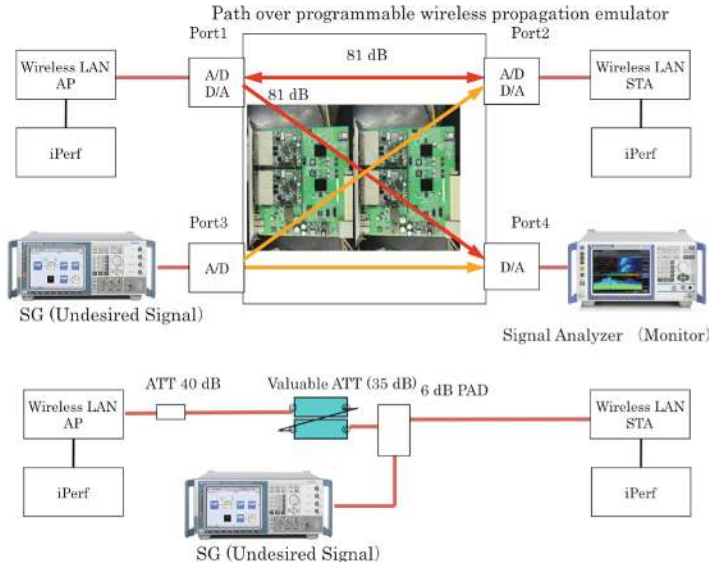 Path over programmable wireless propagation emulator
Port1
Port2
81 dB
Wireless LAN
AP
A/D
D/A
81 dB
A/D
D/A
Wireless LAN
STA
iPerf
iPerf
Port3
Port4
A/D
D/A
SG (Undesired Signal)
Signal Analyzer (Monitor)
ATT 40 dB
Valuable ATT (35 dB)
6 dB PAD
Wireless LAN
AP
Wireless LAN
STA
iPerf
iPerf
SG (Undesired Signal)